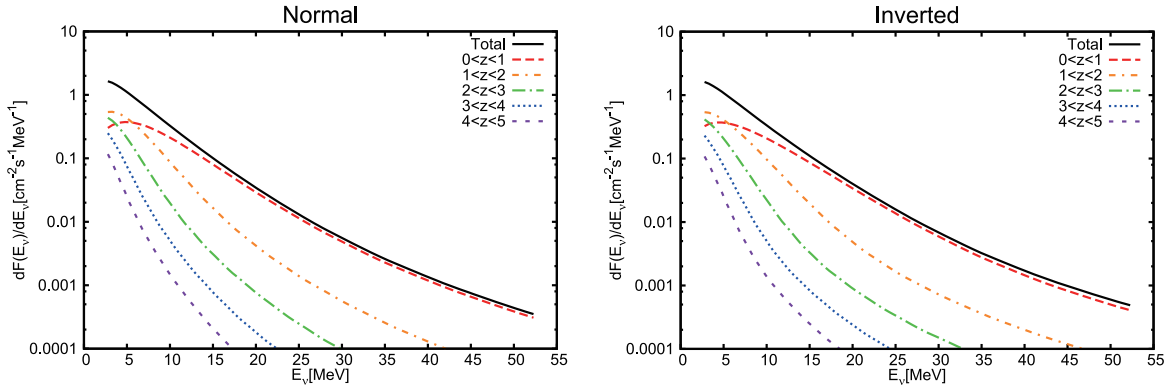 Normal
dF(Eν)/dEν[cm⁻²s⁻¹MeV⁻¹]
10
1
0.1
0.01
0.001
0.0001
Total
0<z<1
1<z<2
2<z<3
3<z<4
4<z<5
0 5 10 15 20 25 30 35 40 45 50 55
Eν[MeV]
Inverted
dF(Eν)/dEν[cm⁻²s⁻¹MeV⁻¹]
10
1
0.1
0.01
0.001
0.0001
Total
0<z<1
1<z<2
2<z<3
3<z<4
4<z<5
0 5 10 15 20 25 30 35 40 45 50 55
Eν[MeV]